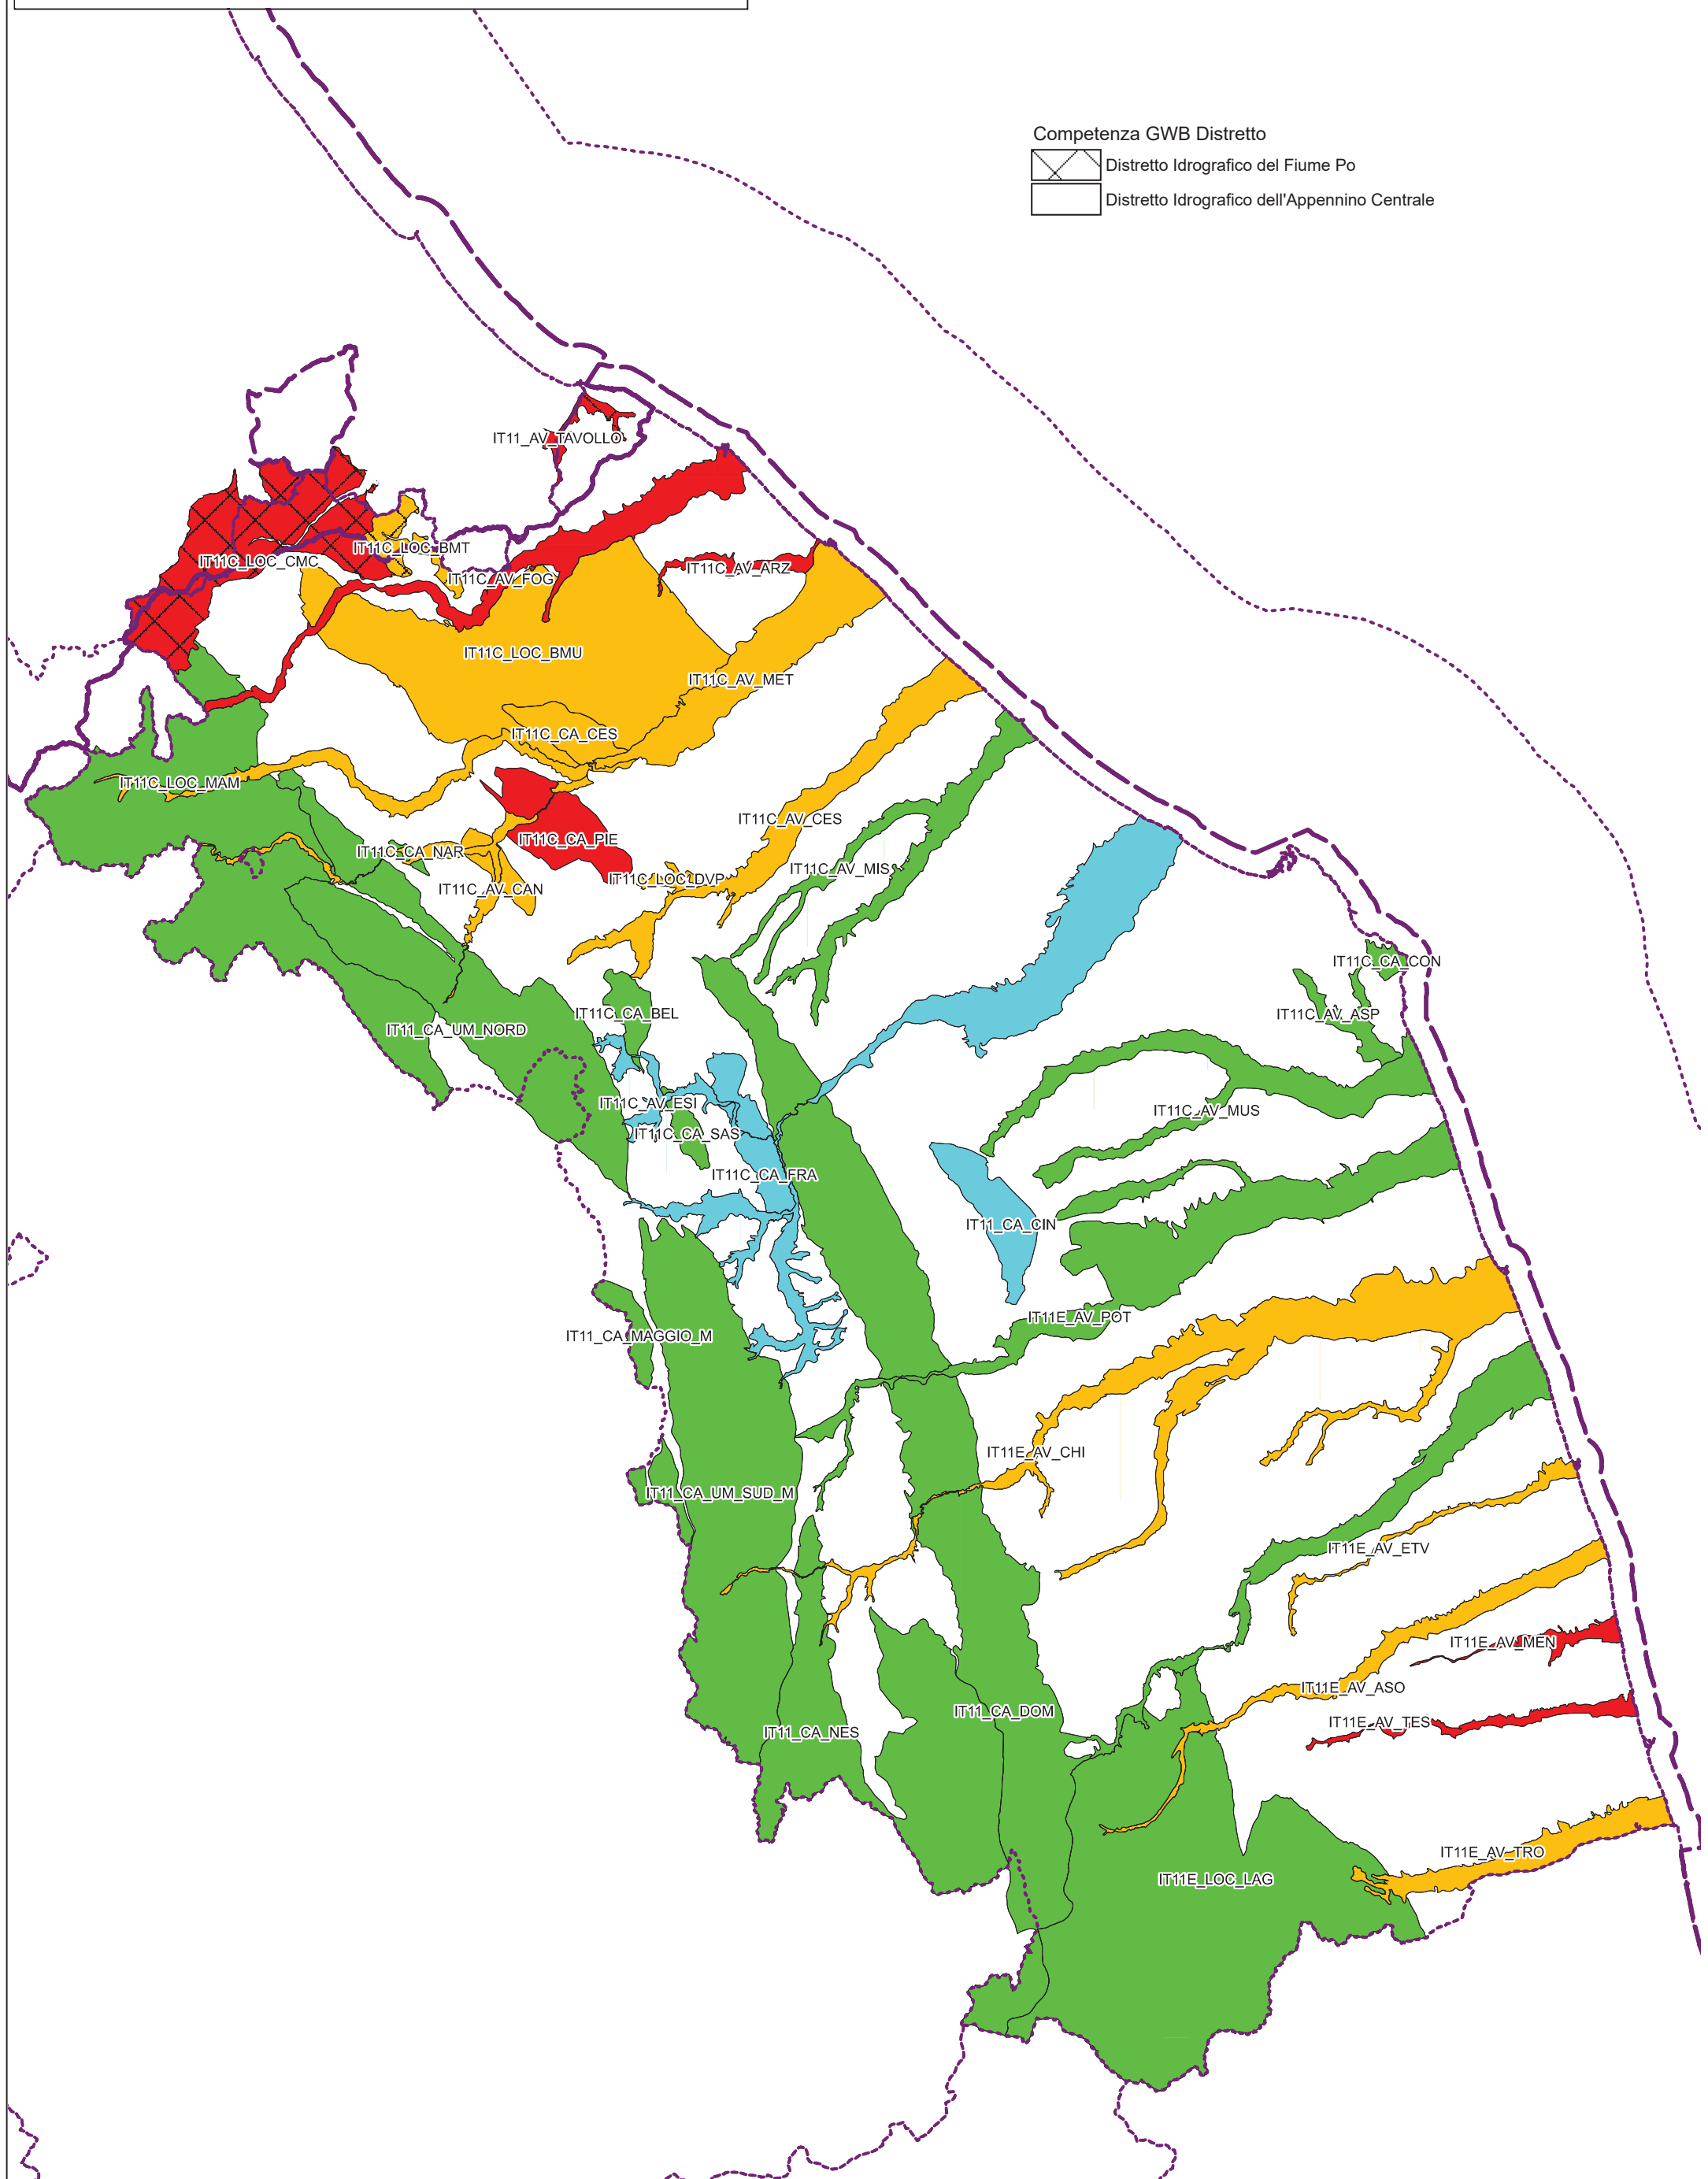 Competenza GWB Distretto
Distretto Idrografico del Fiume Po
Distretto Idrografico dell'Appennino Centrale
IT11_AV_TAVOLLO
IT11C_LOC_BMT
IT11C_LOC_CMC
IT11C_AV_ARZ
IT11C_AV_FOG
IT11C_LOC_BMU
IT11C_AV_MET
IT11C_CA_CES
IT11C_LOC_MAM
IT11C_AV_CES
IT11C_CA_PIE
IT11C_CA_NAR
IT11C_AV_MIS
IT11C_LOC_DVP
IT11C_AV_CAN
IT11C_CA_CON
IT11C_CA_BEL
IT11C_AV_ASP
IT11_CA_UM_NORD
IT11C_AV_ESI
IT11C_AV_MUS
IT11C_CA_SAS
IT11C_CA_FRA
IT11_CA_CIN
IT11E_AV_POT
IT11_CA_MAGGIO_M
IT11E_AV_CHI
IT11_CA_UM_SUD_M
IT11E_AV_ETV
IT11E_AV_MEN
IT11E_AV_ASO
IT11_CA_DOM
IT11E_AV_TES
IT11_CA_NES
IT11E_AV_TRO
IT11E_LOC_LAG